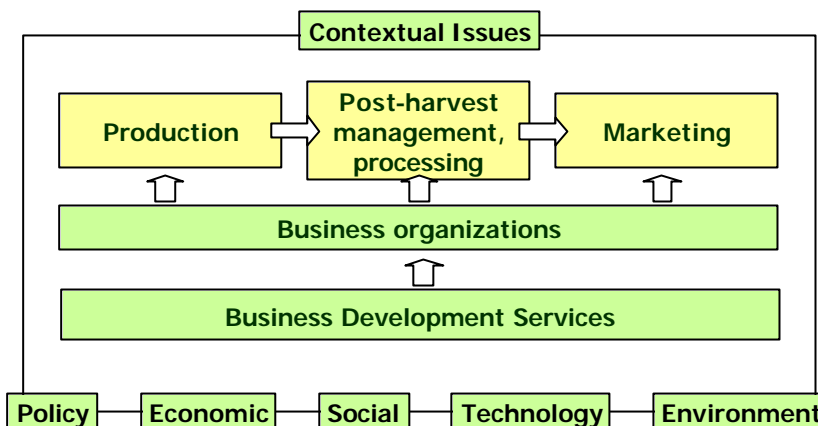 Contextual Issues
Production
Post-harvest
management,
processing
Marketing
Business organizations
Business Development Services
Policy
Economic
Social
Technology
Environment